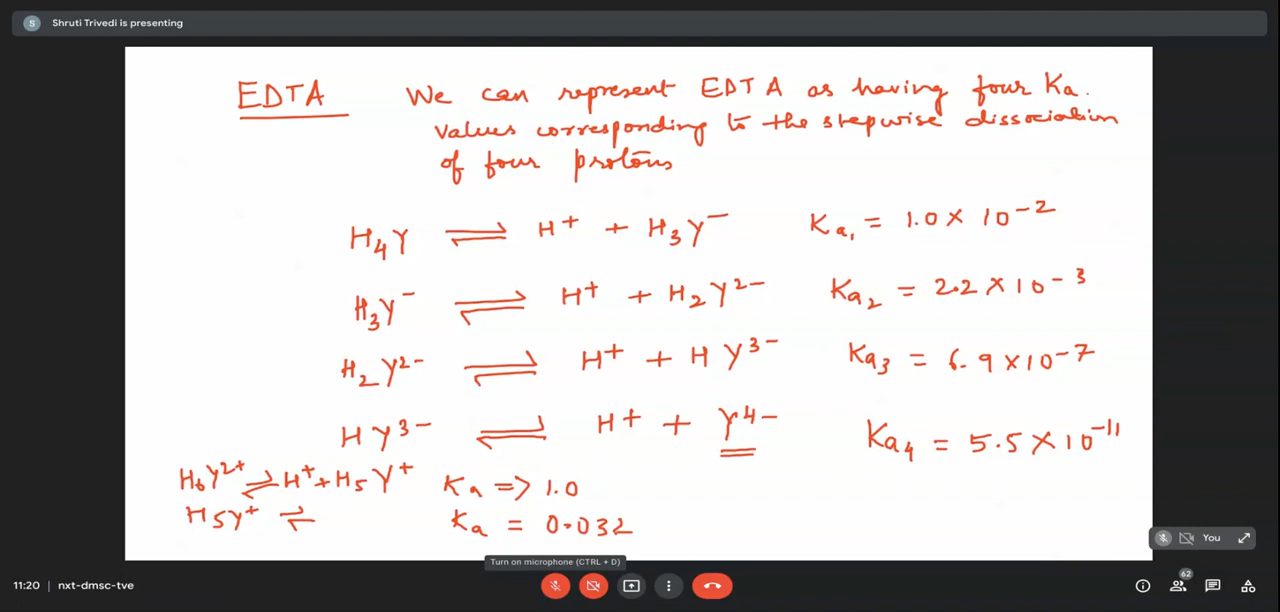 S Shruti Trivedi is presenting
EDTA We can represent EDTA as having four Ka.
values corresponding to the stepwise dissociation
of four protons
H₄Y ⇌ H⁺ + H₃Y⁻ Ka₁ = 1.0 × 10⁻²
H₃Y⁻ ⇌ H⁺ + H₂Y²⁻ Ka₂ = 2.2 × 10⁻³
H₂Y²⁻ ⇌ H⁺ + HY³⁻ Ka₃ = 6.9 × 10⁻⁷
HY³⁻ ⇌ H⁺ + Y⁴⁻ Ka₄ = 5.5 × 10⁻¹¹
H₆Y²⁺ ⇌ H⁺ + H₅Y⁺ Ka => 1.0
H₅Y⁺ ⇌ Ka = 0.032
You
Turn on microphone (CTRL + D)
11:20 | nxt-dmsc-tve
62